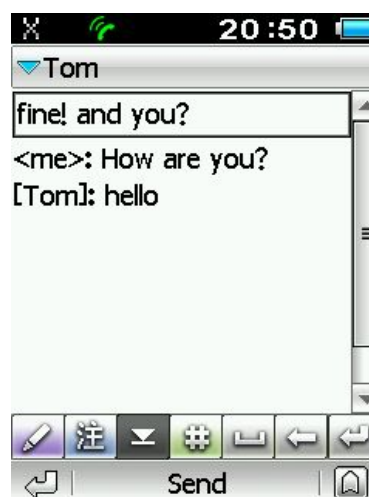 20:50
Tom
fine! and you?
<me>: How are you?
[Tom]: hello
注
#
Send